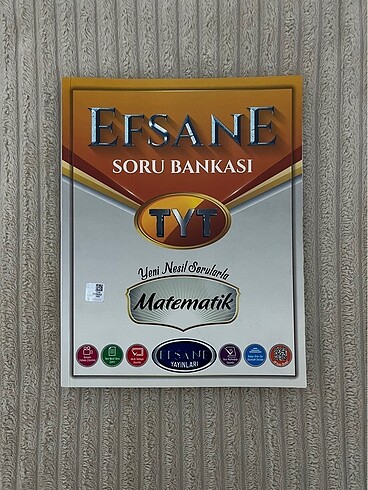 EFSANE
SORU BANKASI
TYT
Yeni Nesil Sorularla
Matematik
EFSANE
YAYINLARI